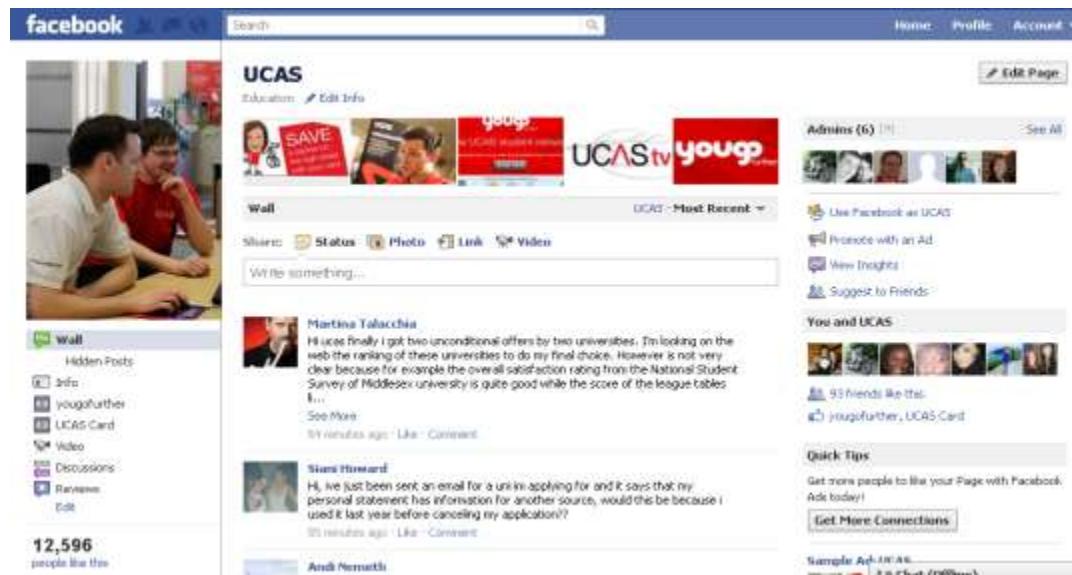 facebook
Search
Home Profile Account
UCAS
Education Edit Info
Edit Page
SAVE
yougo
UCAS tv
yougo
Wall
UCAS · Most Recent
Share: Status Photo Link Video
Write something...
Martina Talacchia
Hi ucas finally i got two unconditional offers by two universities. I'm looking on
the web the ranking of these universities to do my final choice. However is not very
clear because for example the overall satisfaction rating from the National Student
Survey of Middlesex university is quite good while the score of the league tables
See More
54 minutes ago · Like · Comment
Siani Howard
Hi, we just been sent an email for a uni im applying for and it says that my
personal statement has information for another source, would this be because i
used it last year before canceling my application??
55 minutes ago · Like · Comment
Andi Nemeth
Wall
Hidden Posts
Info
yougofurther
UCAS Card
Video
Discussions
Reviews
Edit
12,596
people like this
Admins (6)
See All
Use Facebook as UCAS
Promote with an Ad
View Insights
Suggest to Friends
You and UCAS
93 friends like this
yougofurther, UCAS Card
Quick Tips
Get more people to like your Page with Facebook
Ads today!
Get More Connections
Sample Ad: UCAS
Chat (Offline)